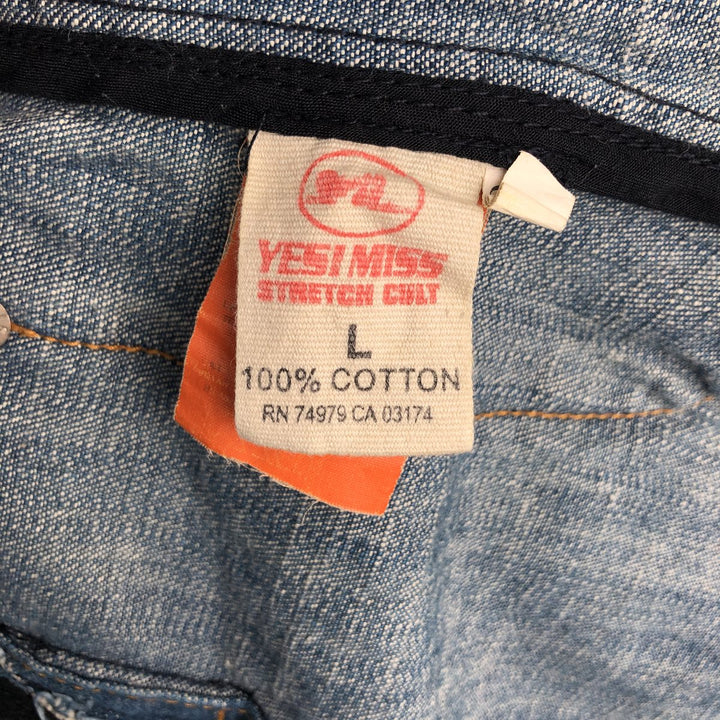 YES! MISS
STRETCH CULT
L
100% COTTON
RN 74979 CA 03174